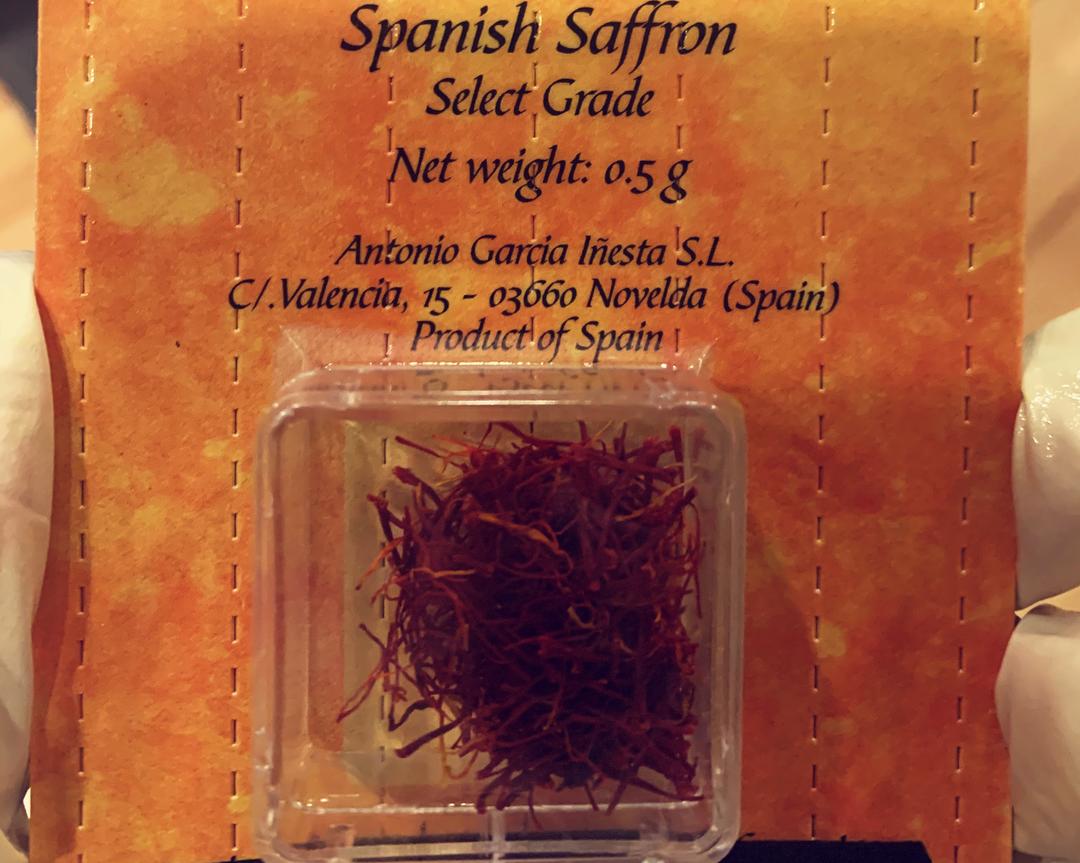 Spanish Saffron
Select Grade
Net weight: 0.5 g
Antonio Garcia Iñesta S.L.
C/.Valencia, 15 - 03660 Novelda (Spain)
Product of Spain